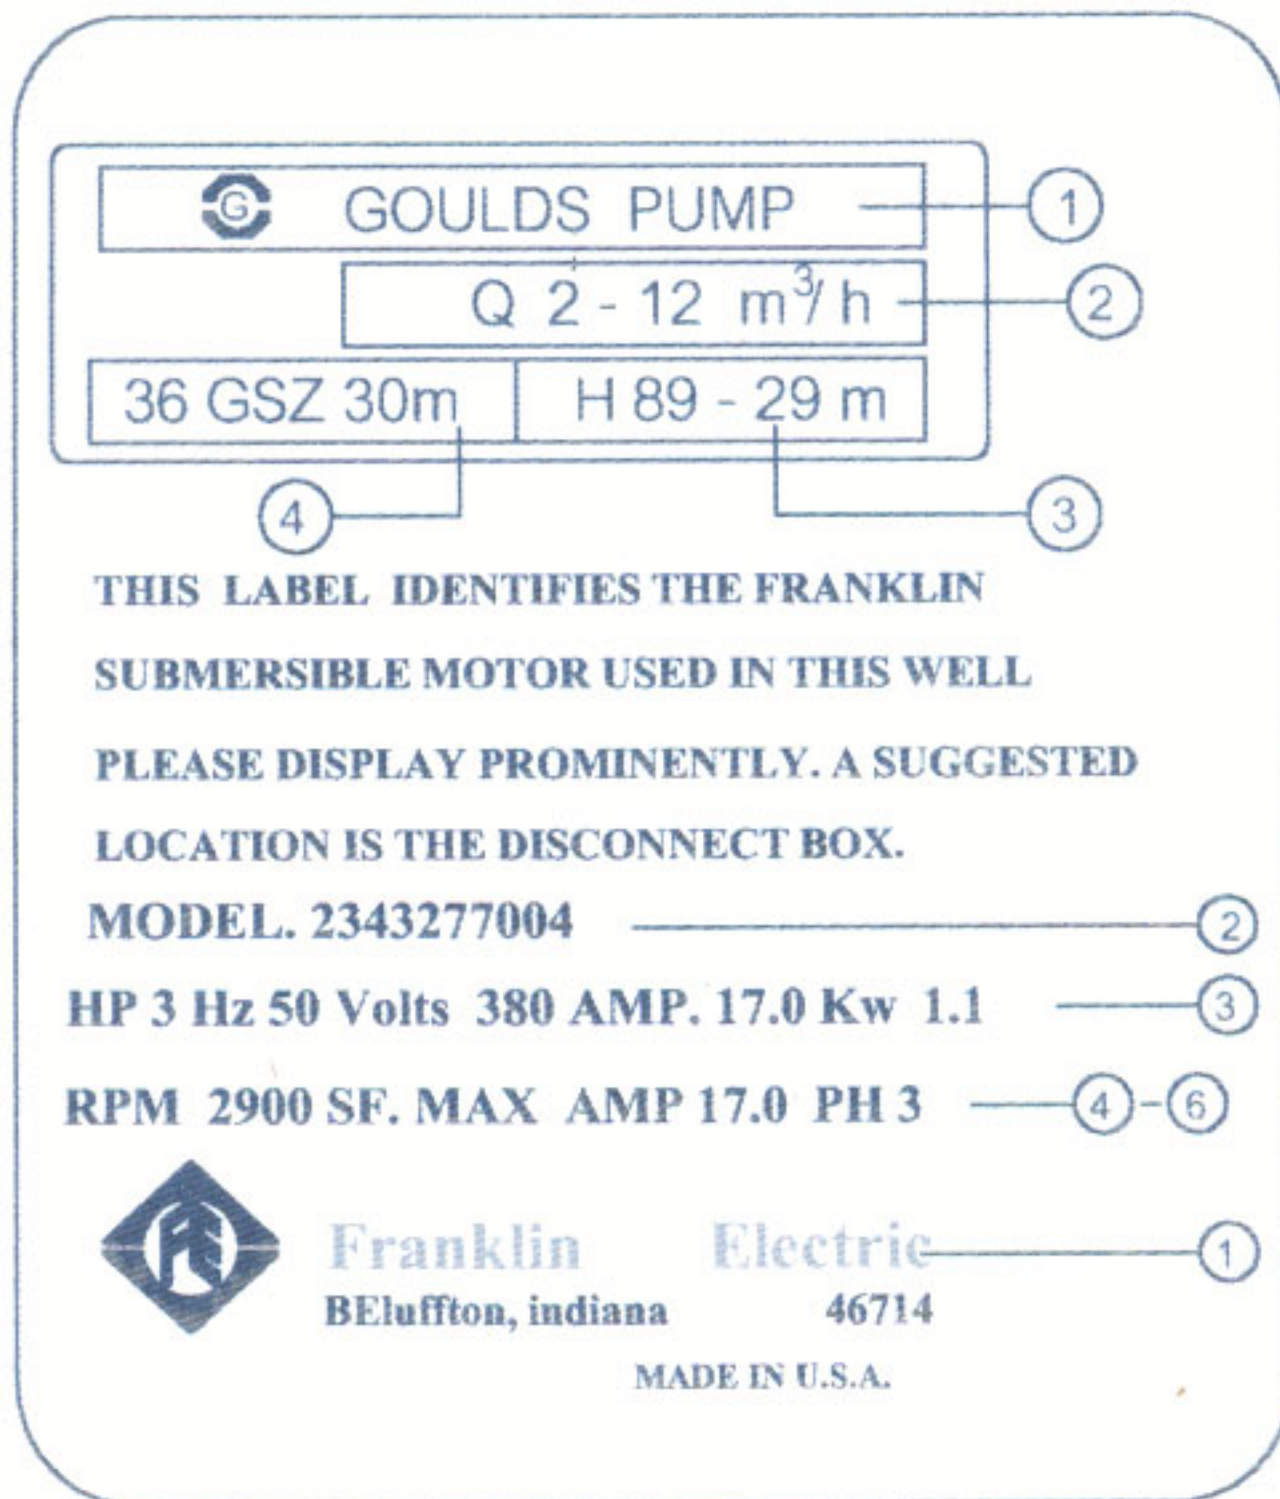 G GOULDS PUMP 1
Q 2 - 12 m³/h 2
36 GSZ 30m H 89 - 29 m
4 3
THIS LABEL IDENTIFIES THE FRANKLIN
SUBMERSIBLE MOTOR USED IN THIS WELL
PLEASE DISPLAY PROMINENTLY. A SUGGESTED
LOCATION IS THE DISCONNECT BOX.
MODEL. 2343277004 2
HP 3 Hz 50 Volts 380 AMP. 17.0 Kw 1.1 3
RPM 2900 SF. MAX AMP 17.0 PH 3 4 - 6
Franklin Electric 1
BEluffton, indiana 46714
MADE IN U.S.A.